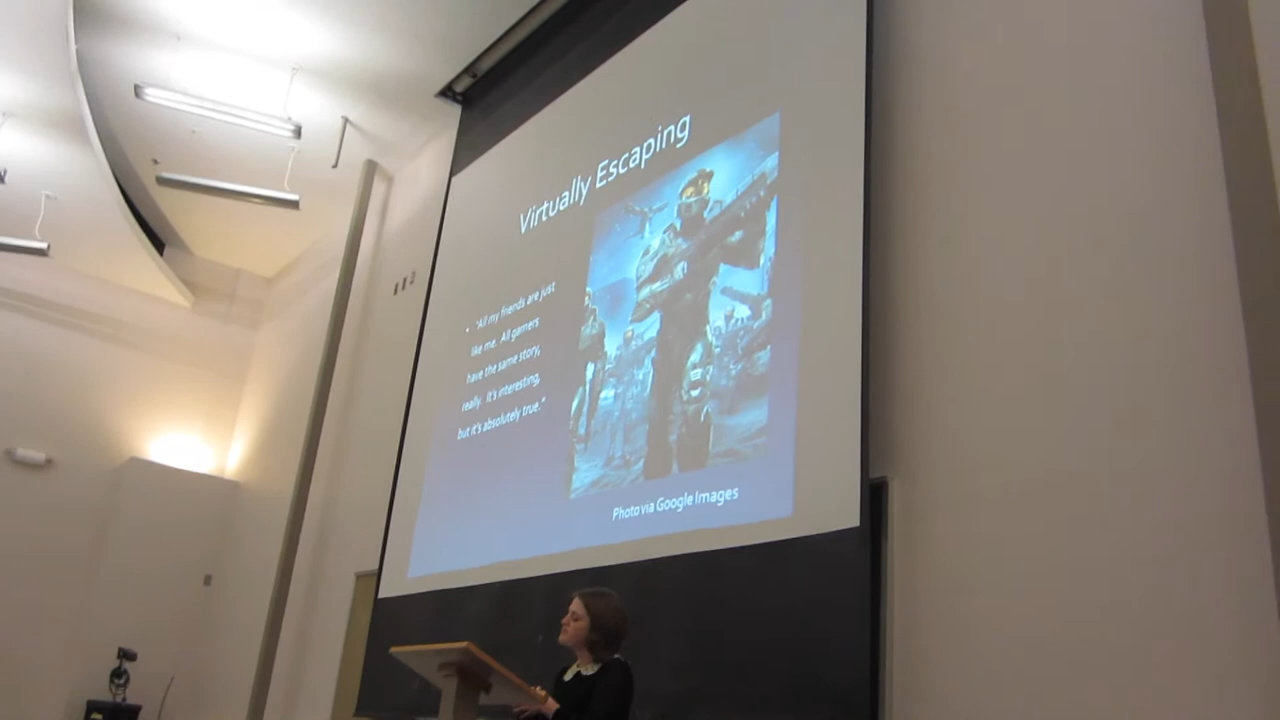 Virtually Escaping
• "All my friends are just
like me. All gamers
have the same story,
really. It's interesting,
but it's absolutely true."
Photo via Google Images